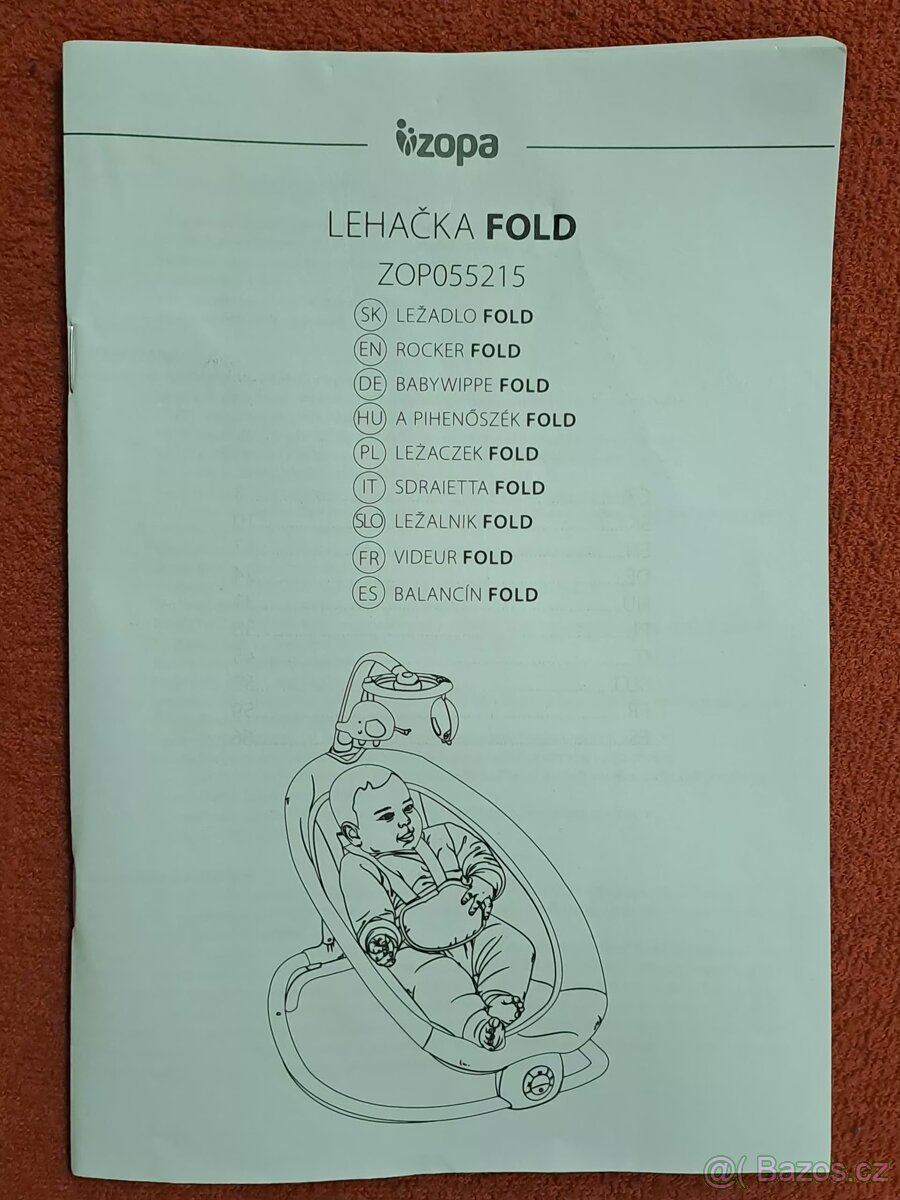 zopa
LEHAČKA FOLD
ZOP055215
SK LEŽADLO FOLD
EN ROCKER FOLD
DE BABYWIPPE FOLD
HU A PIHENŐSZÉK FOLD
PL LEŻACZEK FOLD
IT SDRAIETTA FOLD
SLO LEŽALNIK FOLD
FR VIDEUR FOLD
ES BALANCÍN FOLD
@( Bazos.cz